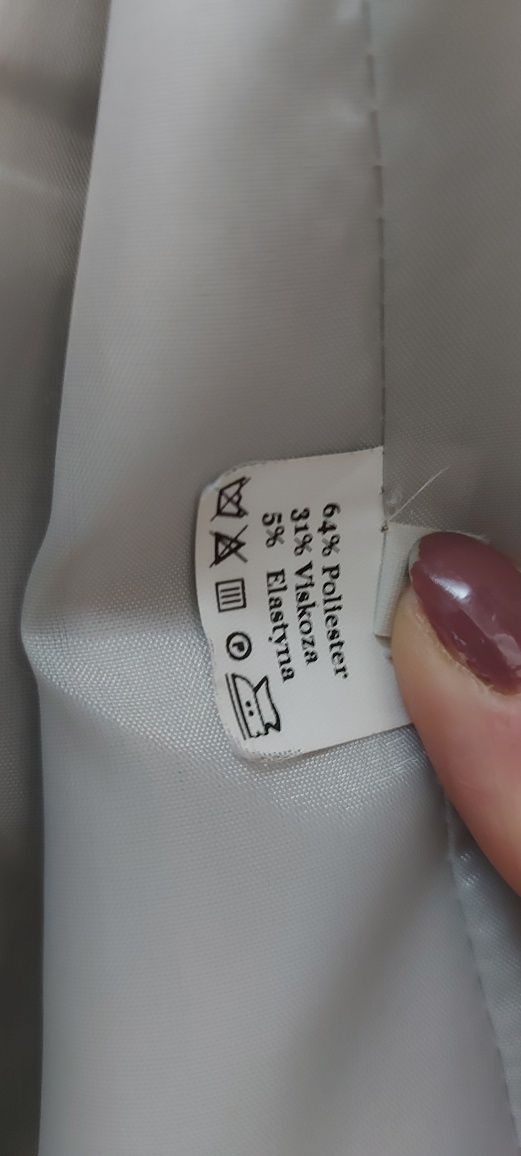 64% Poliester
31% Viskoza
5% Elastyna
P